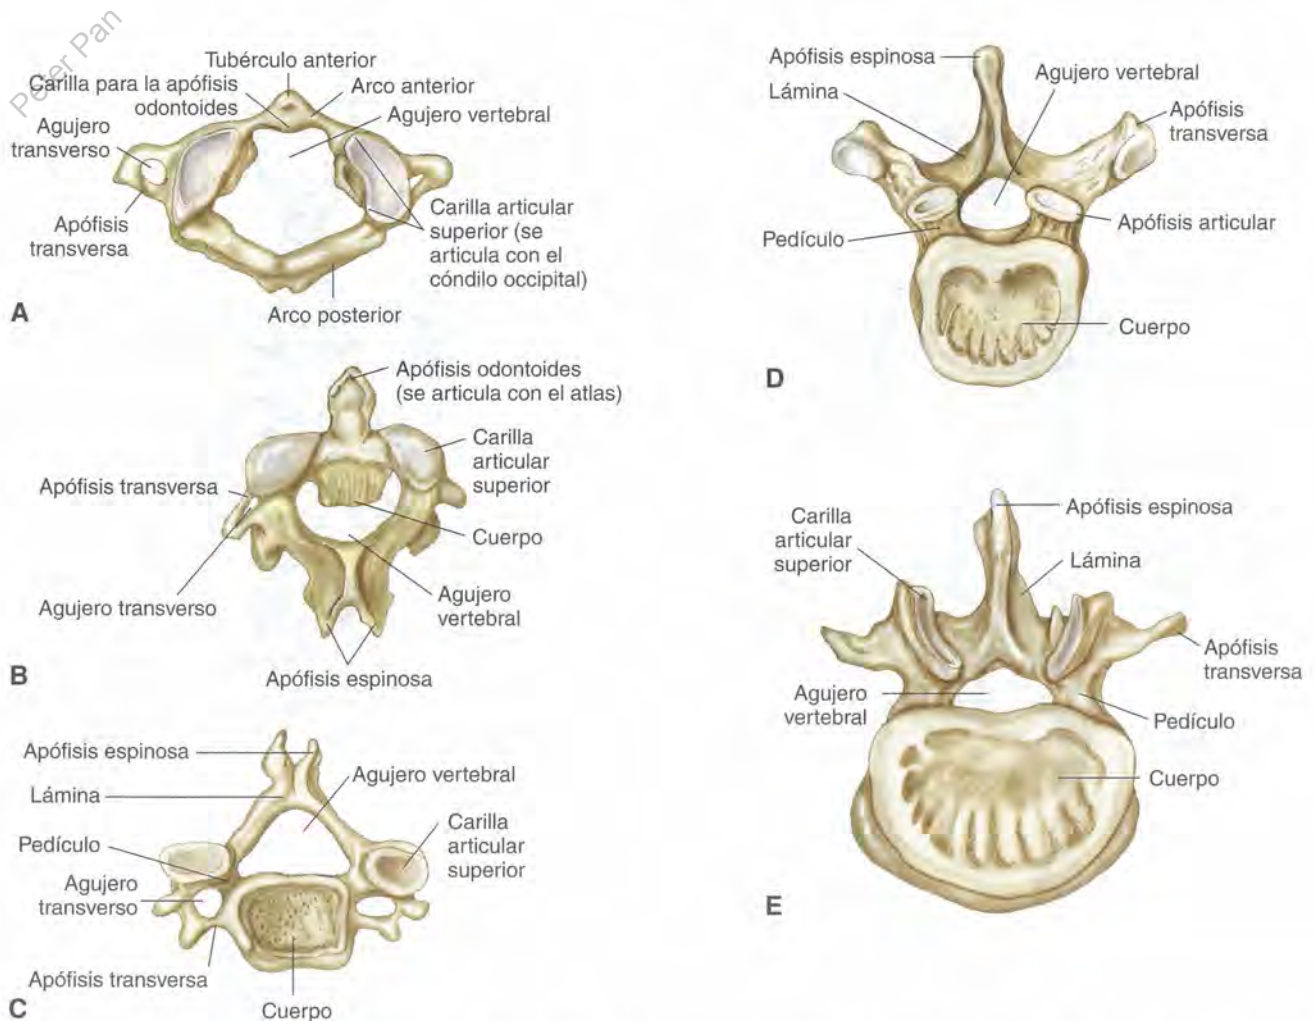 Peter Pan
Tubérculo anterior
Carilla para la apófisis
odontoides
Arco anterior
Agujero vertebral
Agujero
transverso
Apófisis
transversa
Carilla articular
superior (se
articula con el
cóndilo occipital)
Arco posterior
A
Apófisis odontoides
(se articula con el atlas)
Carilla
articular
superior
Apófisis transversa
Cuerpo
Agujero transverso
Agujero
vertebral
Apófisis espinosa
B
Apófisis espinosa
Agujero vertebral
Lámina
Carilla
articular
superior
Pedículo
Agujero
transverso
Apófisis transversa
Cuerpo
C
Apófisis espinosa
Agujero vertebral
Lámina
Apófisis
transversa
Pedículo
Apófisis articular
Cuerpo
D
Apófisis espinosa
Carilla
articular
superior
Lámina
Apófisis
transversa
Agujero
vertebral
Pedículo
Cuerpo
E